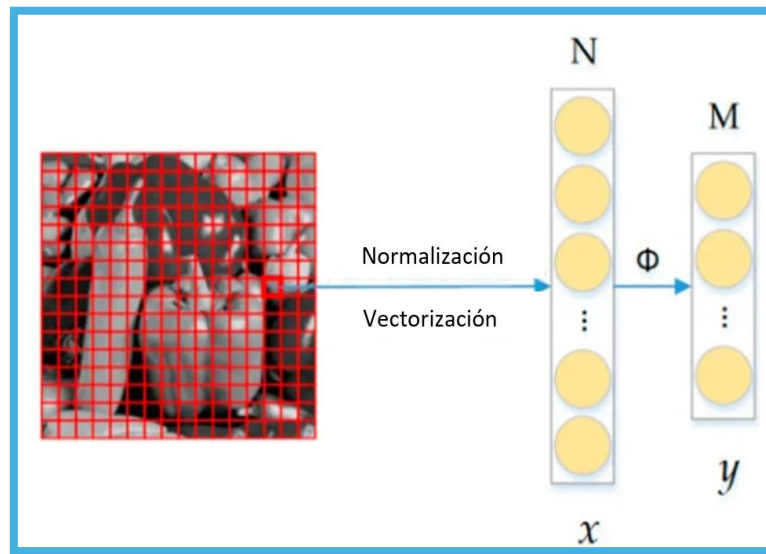 N
M
Normalización
Φ
Vectorización
⋮
⋮
y
x